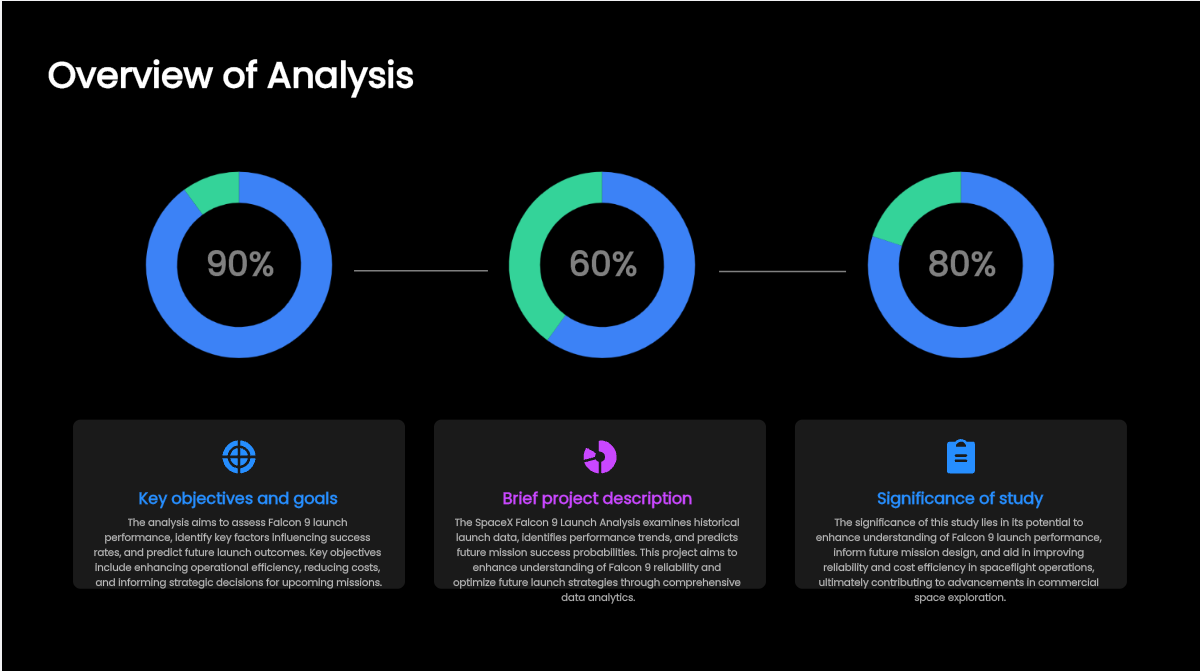 Overview of Analysis
90%
60%
80%
Key objectives and goals
The analysis aims to assess Falcon 9 launch
performance, identify key factors influencing success
rates, and predict future launch outcomes. Key objectives
include enhancing operational efficiency, reducing costs,
and informing strategic decisions for upcoming missions.
Brief project description
The SpaceX Falcon 9 Launch Analysis examines historical
launch data, identifies performance trends, and predicts
future mission success probabilities. This project aims to
enhance understanding of Falcon 9 reliability and
optimize future launch strategies through comprehensive
data analytics.
Significance of study
The significance of this study lies in its potential to
enhance understanding of Falcon 9 launch performance,
inform future mission design, and aid in improving
reliability and cost efficiency in spaceflight operations,
ultimately contributing to advancements in commercial
space exploration.